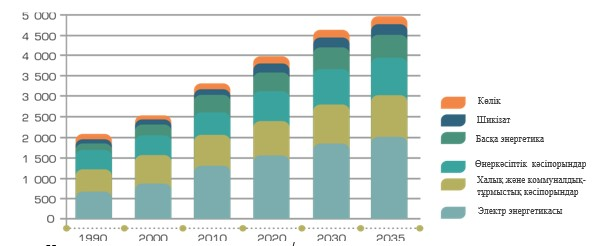 5 000
4 500
4 000
3 500
3 000
2 500
2 000
1 500
1 000
500
0
1990
2000
2010
2020
2030
2035
Көлік
Шикізат
Басқа энергетика
Өнеркәсіптік кәсіпорындар
Халық және коммуналдық-
тұрмыстық кәсіпорындар
Электр энергетикасы